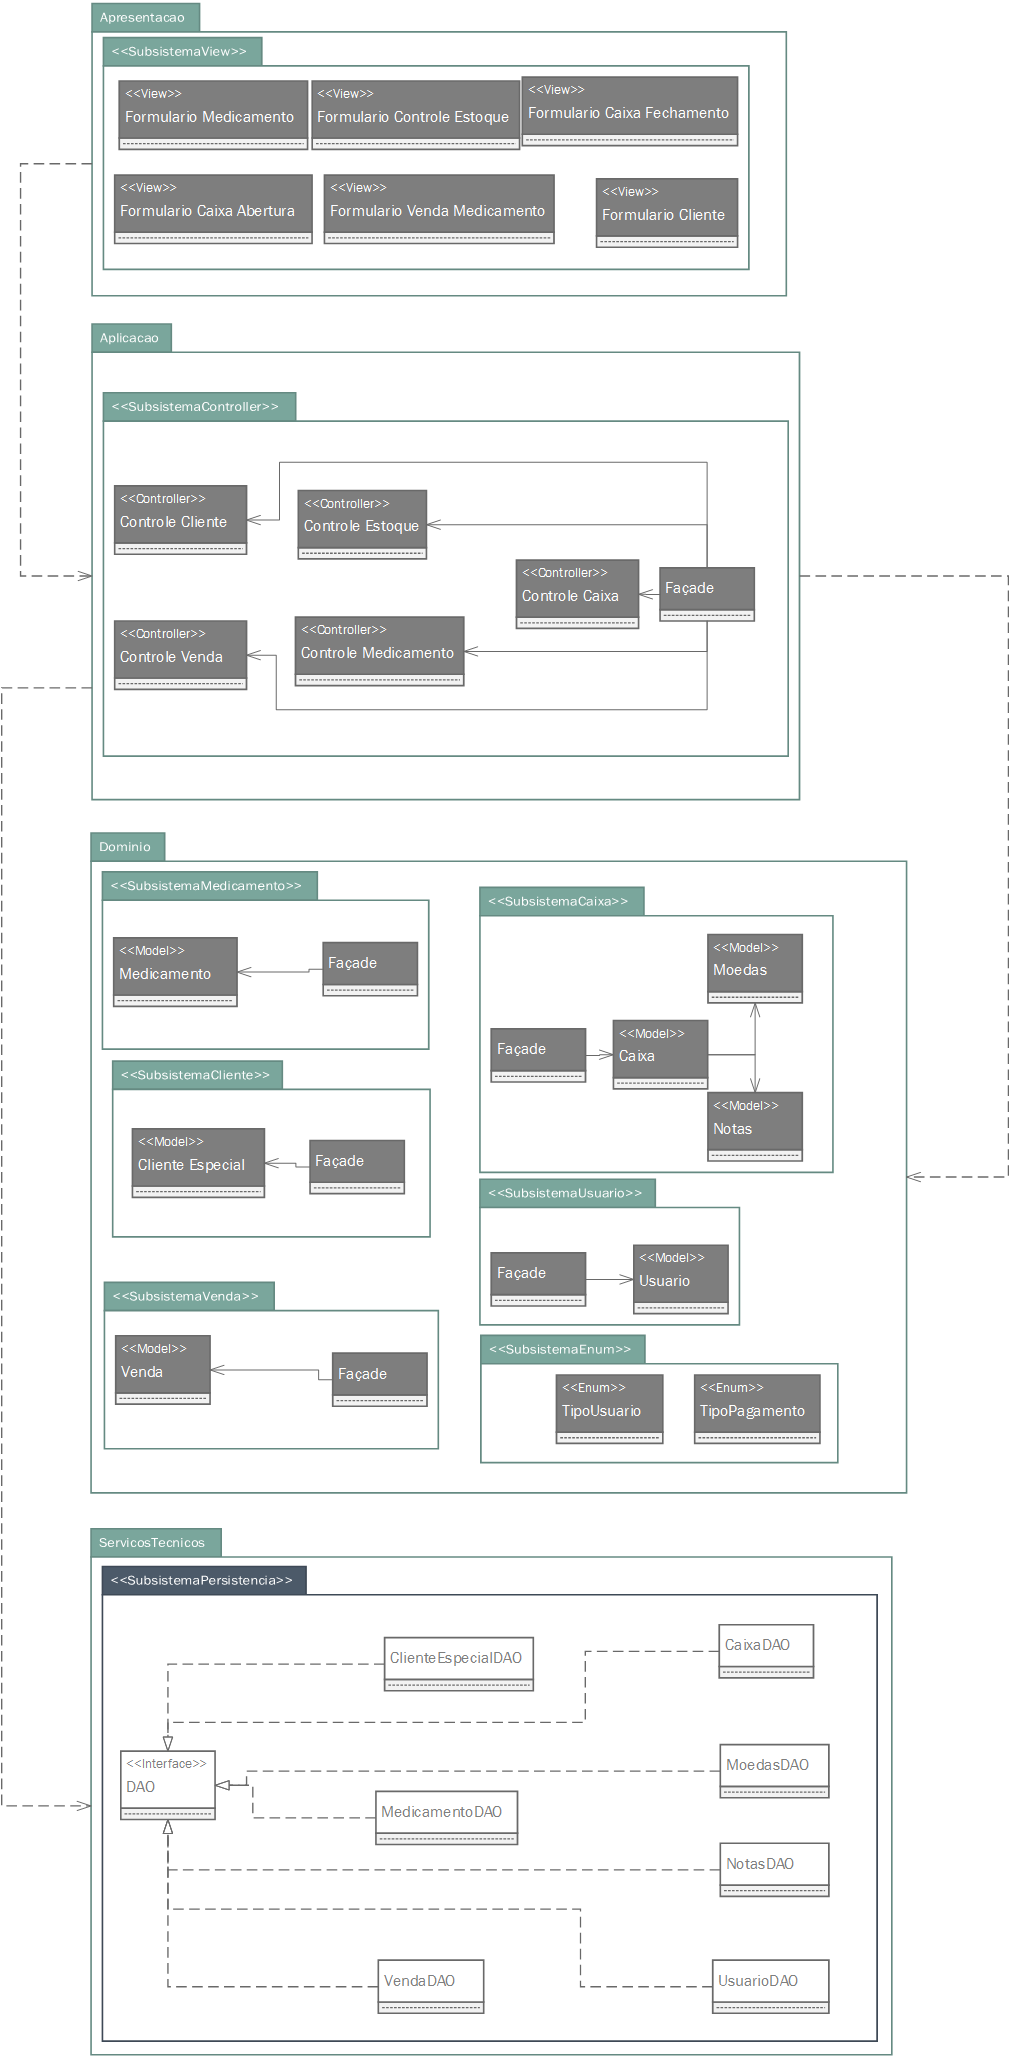 Apresentacao
<<SubsistemaView>>
<<View>>
Formulario Medicamento
<<View>>
Formulario Controle Estoque
<<View>>
Formulario Caixa Fechamento
<<View>>
Formulario Caixa Abertura
<<View>>
Formulario Venda Medicamento
<<View>>
Formulario Cliente
Aplicacao
<<SubsistemaController>>
<<Controller>>
Controle Cliente
<<Controller>>
Controle Estoque
<<Controller>>
Controle Caixa
Façade
<<Controller>>
Controle Venda
<<Controller>>
Controle Medicamento
Dominio
<<SubsistemaMedicamento>>
<<Model>>
Medicamento
Façade
<<SubsistemaCaixa>>
<<Model>>
Moedas
Façade
<<Model>>
Caixa
<<Model>>
Notas
<<SubsistemaCliente>>
<<Model>>
Cliente Especial
Façade
<<SubsistemaUsuario>>
Façade
<<Model>>
Usuario
<<SubsistemaVenda>>
<<Model>>
Venda
Façade
<<SubsistemaEnum>>
<<Enum>>
TipoUsuario
<<Enum>>
TipoPagamento
ServicosTecnicos
<<SubsistemaPersistencia>>
ClienteEspecialDAO
CaixaDAO
<<Interface>>
DAO
MoedasDAO
MedicamentoDAO
NotasDAO
VendaDAO
UsuarioDAO